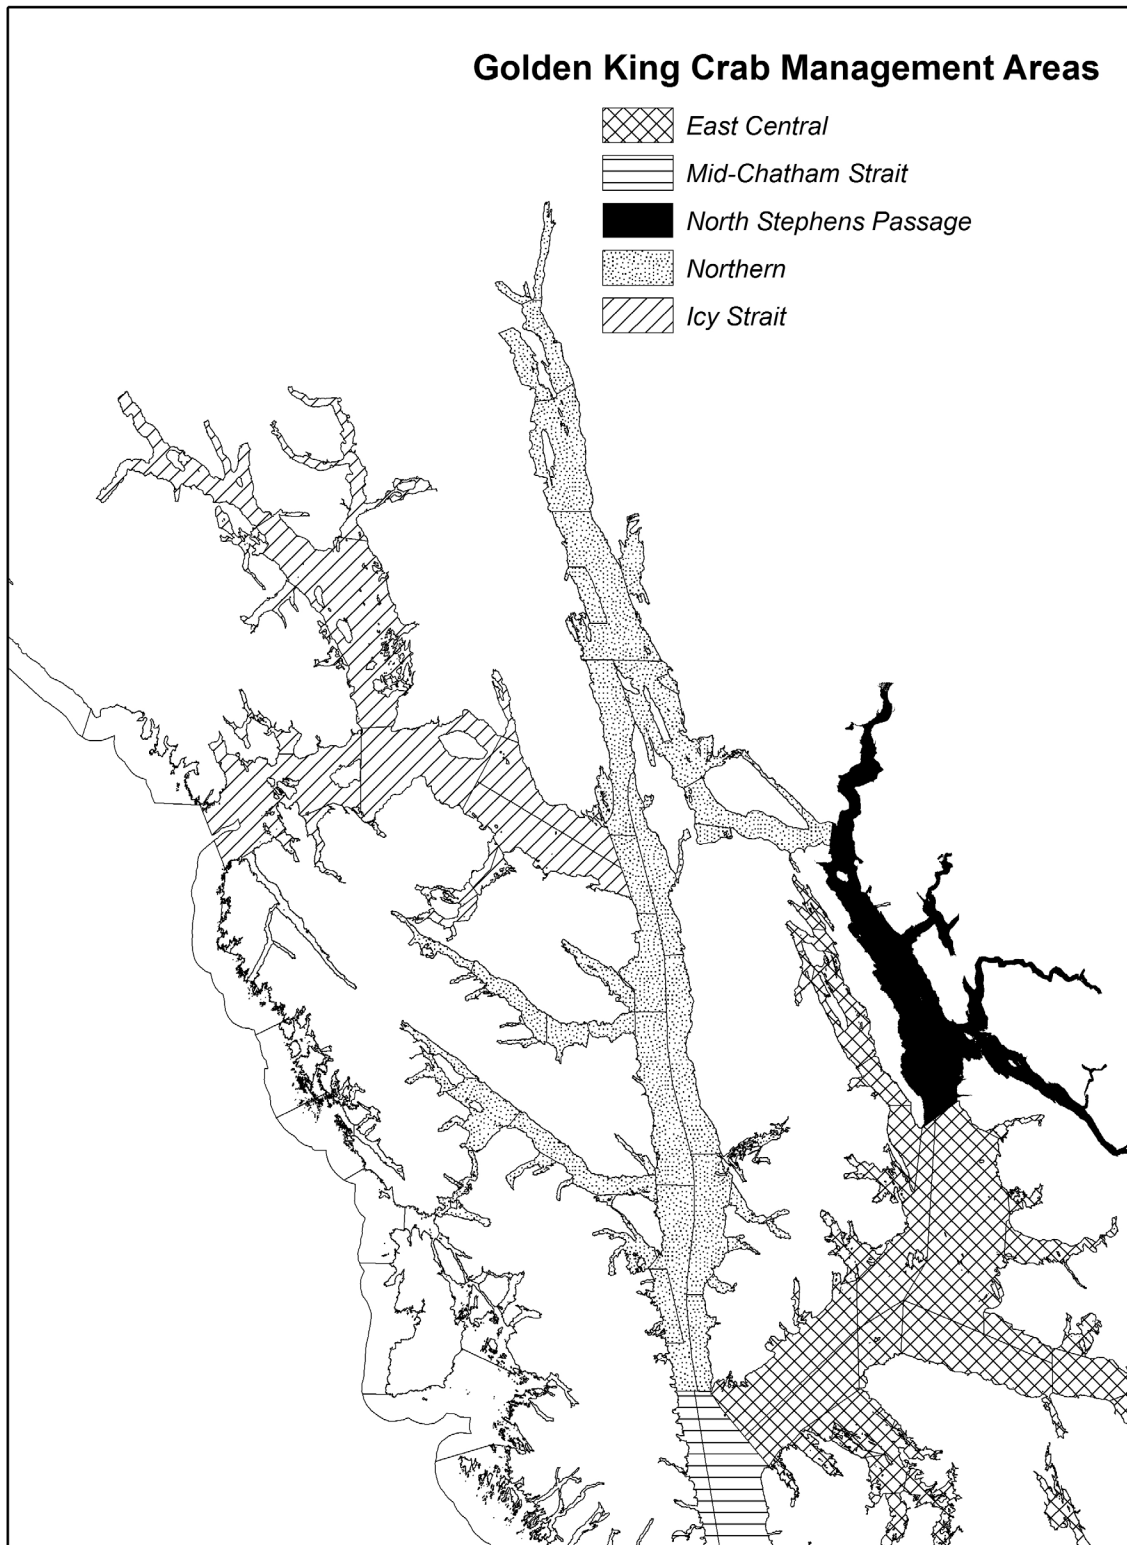 Golden King Crab Management Areas
East Central
Mid-Chatham Strait
North Stephens Passage
Northern
Icy Strait